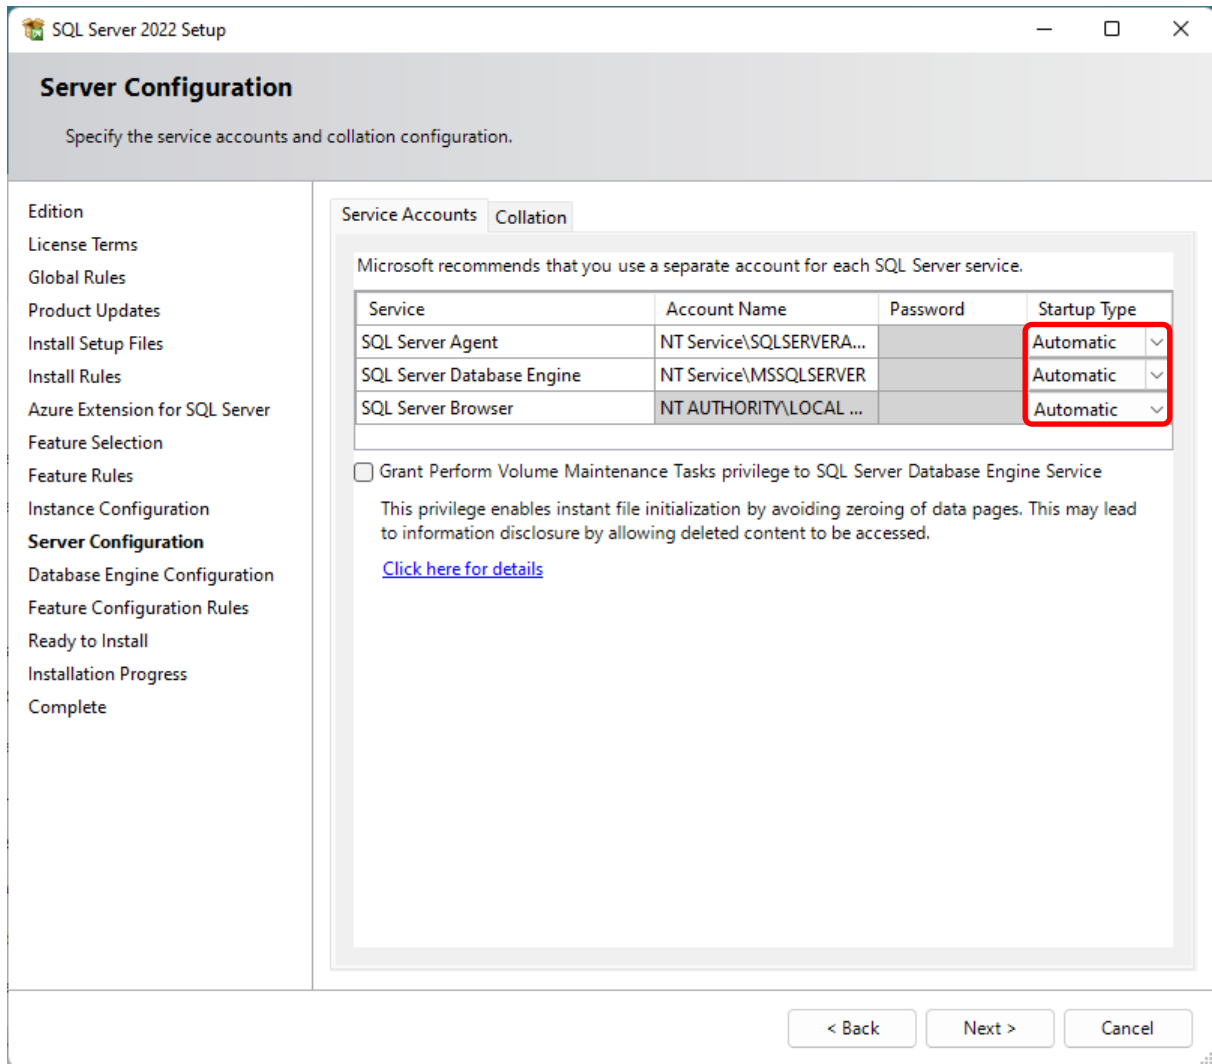 SQL Server 2022 Setup
Server Configuration
Specify the service accounts and collation configuration.
Edition
License Terms
Global Rules
Product Updates
Install Setup Files
Install Rules
Azure Extension for SQL Server
Feature Selection
Feature Rules
Instance Configuration
Server Configuration
Database Engine Configuration
Feature Configuration Rules
Ready to Install
Installation Progress
Complete
Service Accounts Collation
Microsoft recommends that you use a separate account for each SQL Server service.
Service Account Name Password Startup Type
SQL Server Agent NT Service\SQLSERVERA... Automatic
SQL Server Database Engine NT Service\MSSQLSERVER Automatic
SQL Server Browser NT AUTHORITY\LOCAL ... Automatic
Grant Perform Volume Maintenance Tasks privilege to SQL Server Database Engine Service
This privilege enables instant file initialization by avoiding zeroing of data pages. This may lead
to information disclosure by allowing deleted content to be accessed.
Click here for details
< Back Next > Cancel